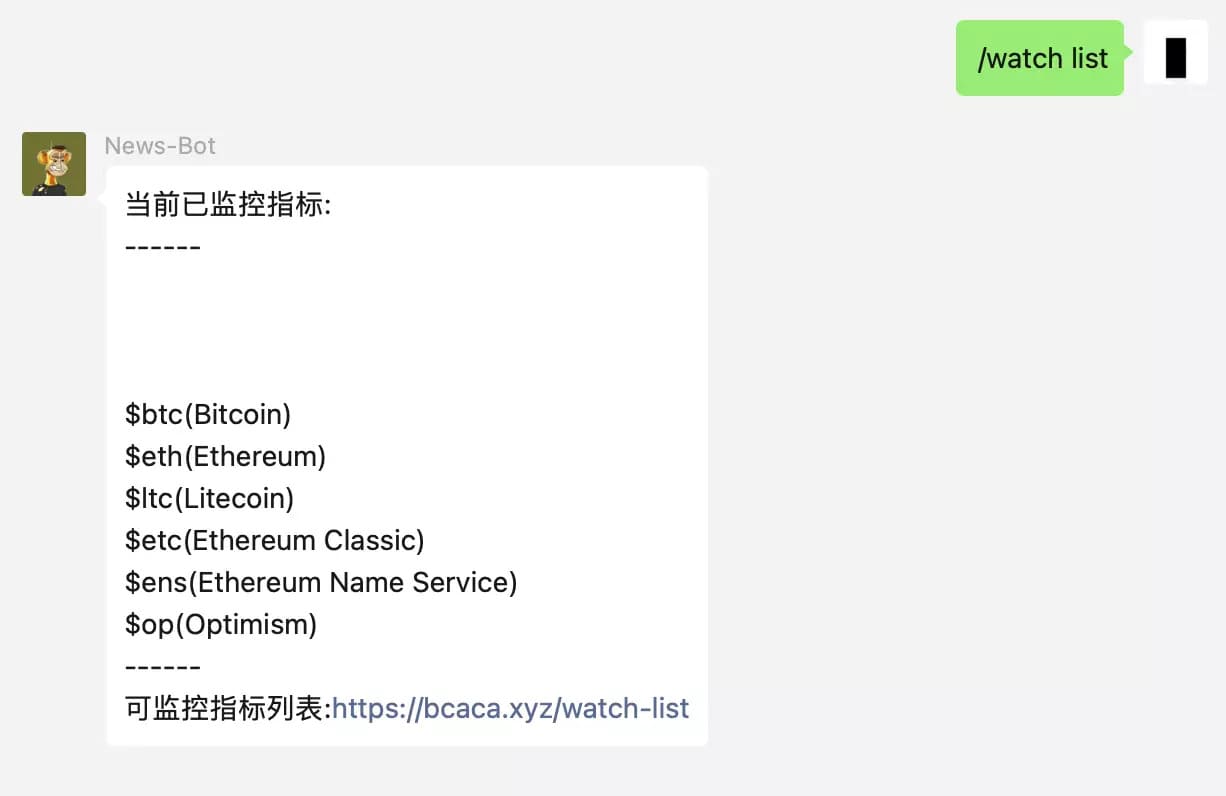 /watch list
News-Bot
当前已监控指标:
------
$btc(Bitcoin)
$eth(Ethereum)
$ltc(Litecoin)
$etc(Ethereum Classic)
$ens(Ethereum Name Service)
$op(Optimism)
------
可监控指标列表:https://bcaca.xyz/watch-list